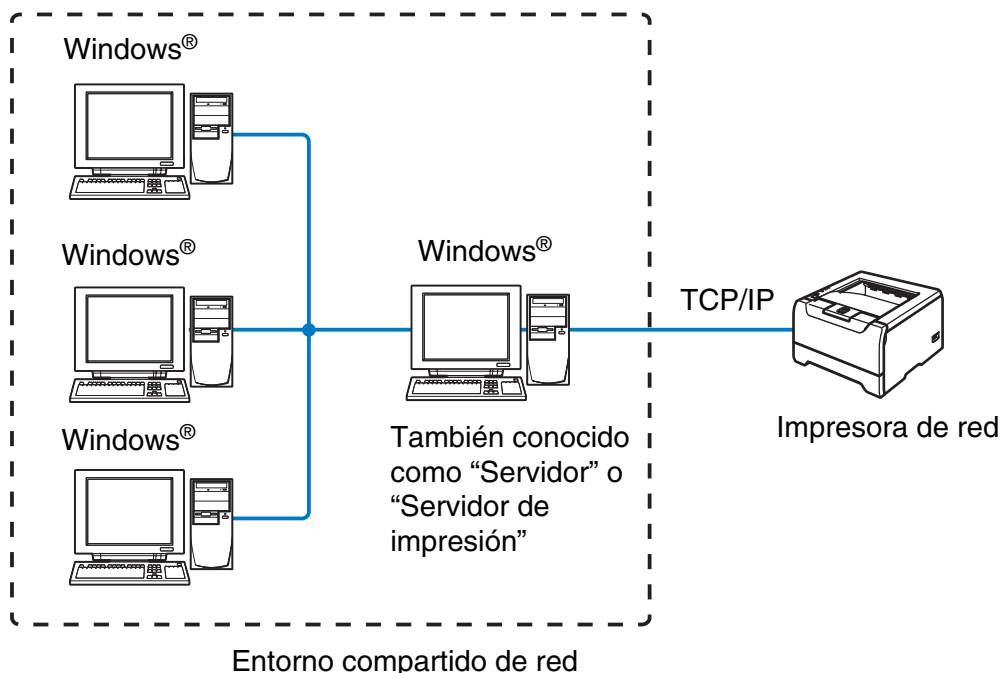 Windows®
Windows®
Windows®
Windows®
También conocido
como “Servidor” o
“Servidor de
impresión”
TCP/IP
Impresora de red
Entorno compartido de red